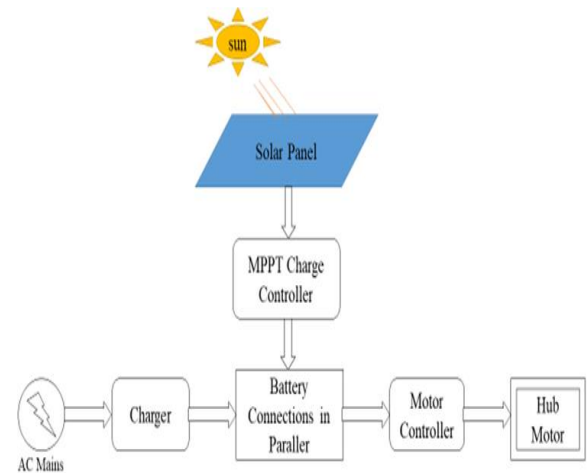 sun
Solar Panel
MPPT Charge
Controller
Battery
Connections in
Paraller
Charger
Motor
Controller
Hub
Motor
AC Mains